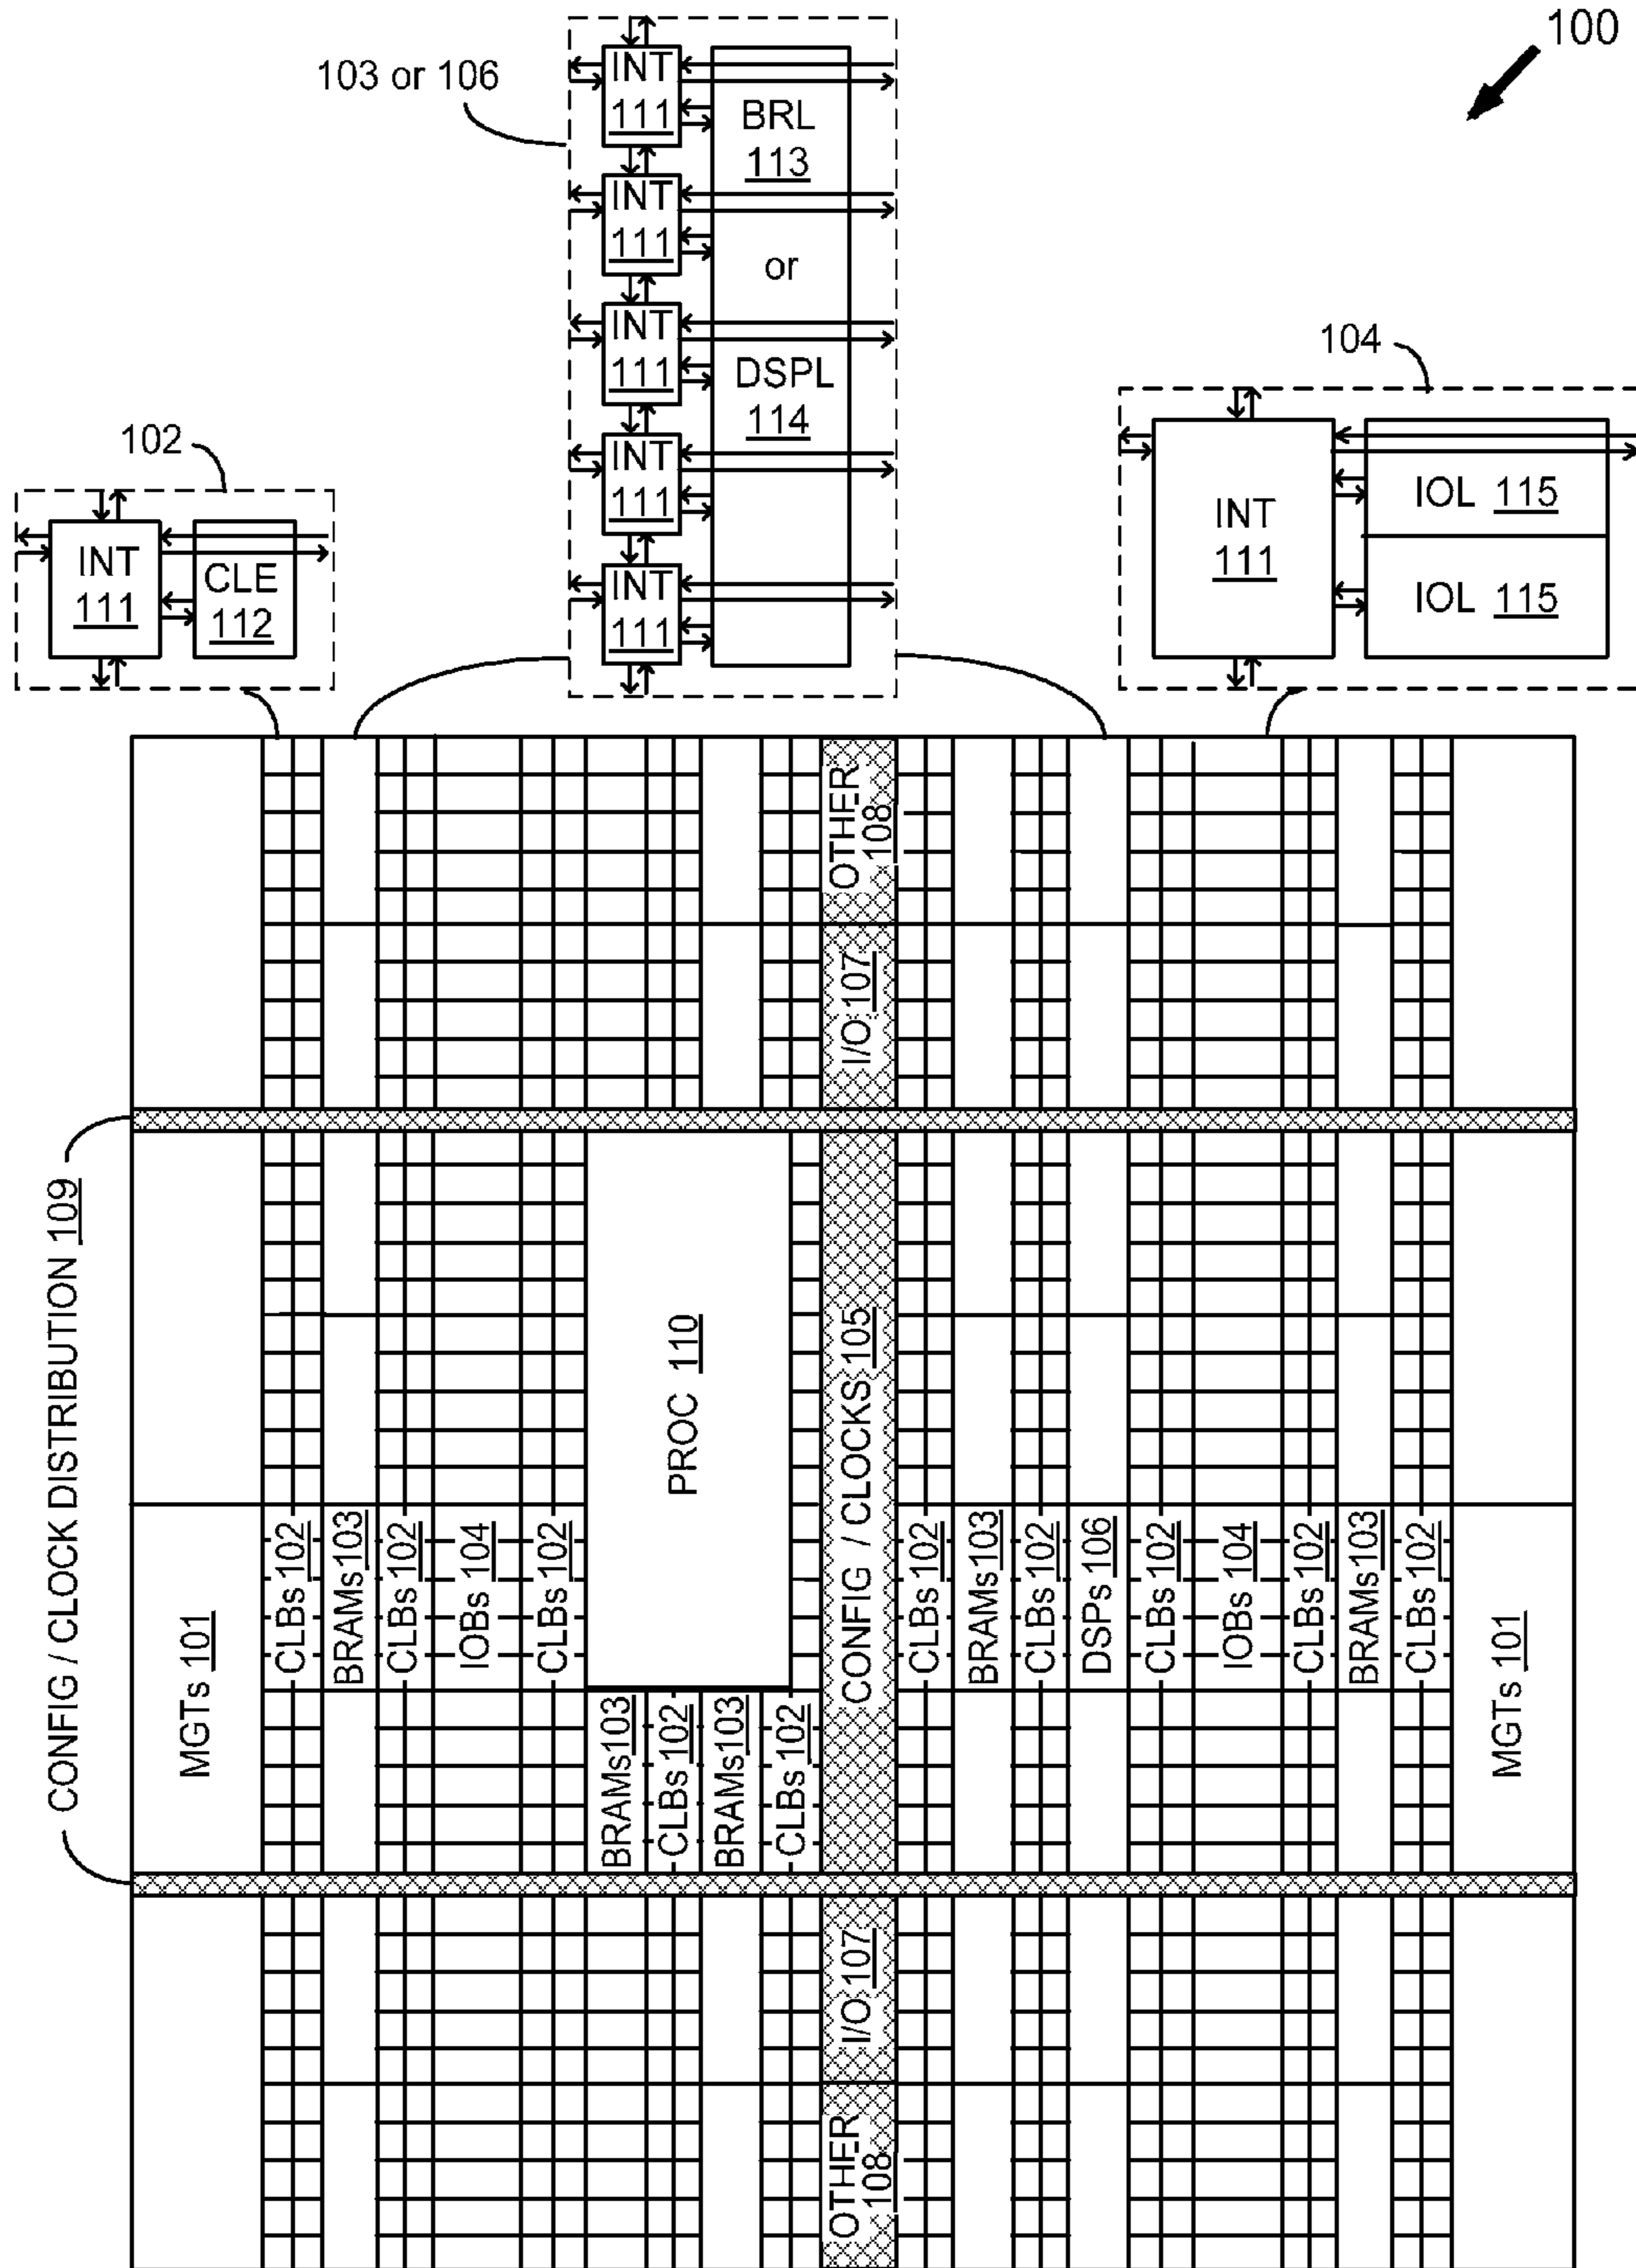 100
103 or 106
INT
111
INT
111
INT
111
INT
111
INT
111
BRL
113
or
DSPL
114
104
INT
111
IOL 115
IOL 115
102
INT
111
CLE
112
OTHER
108
I/O 107
CONFIG / CLOCK DISTRIBUTION 109
PROC 110
CONFIG / CLOCKS 105
MGTs 101
CLBs 102
BRAMs 103
CLBs 102
IOBs 104
CLBs 102
BRAMs 103
CLBs 102
BRAMs 103
CLBs 102
CLBs 102
BRAMs 103
CLBs 102
DSPs 106
CLBs 102
IOBs 104
CLBs 102
BRAMs 103
CLBs 102
MGTs 101
I/O 107
OTHER
108